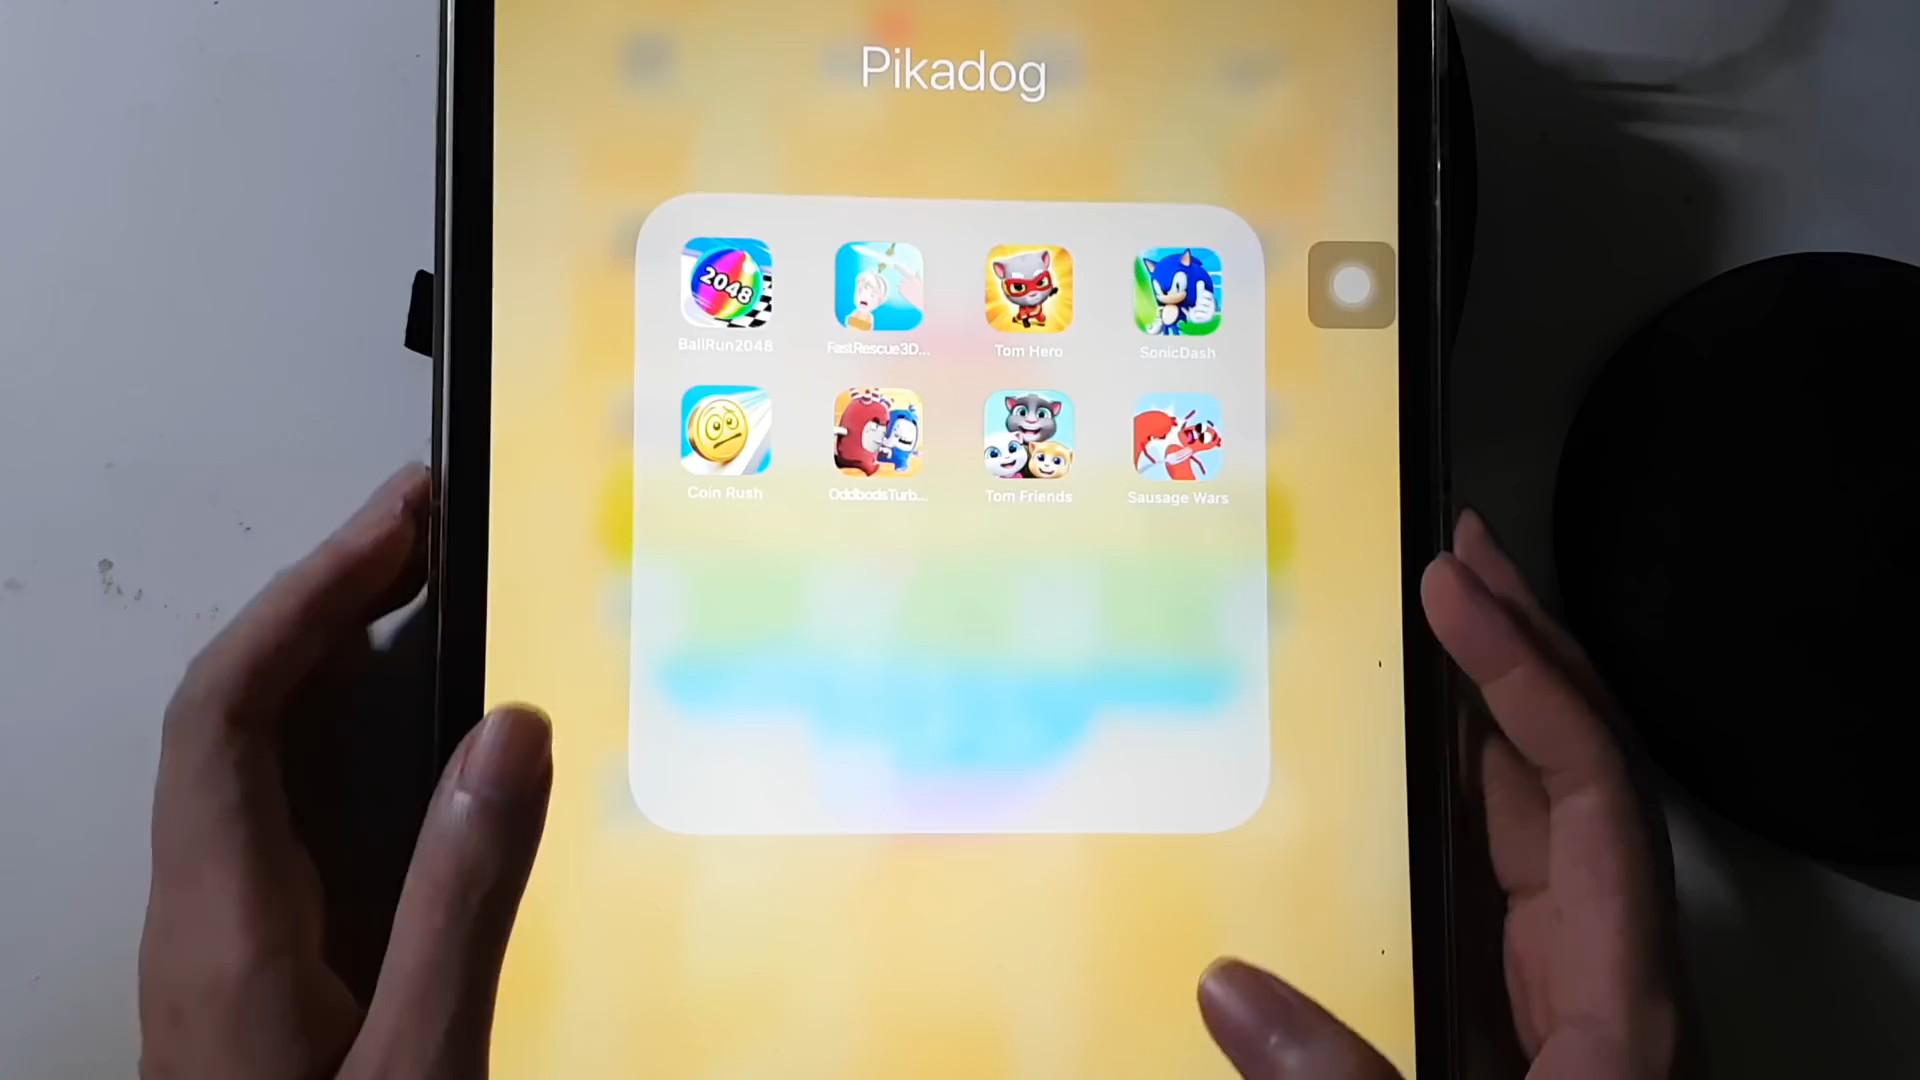 Pikadog
2048
BallRun2048
FastRescue3D...
Tom Hero
SonicDash
Coin Rush
OddbodsTurb...
Tom Friends
Sausage Wars